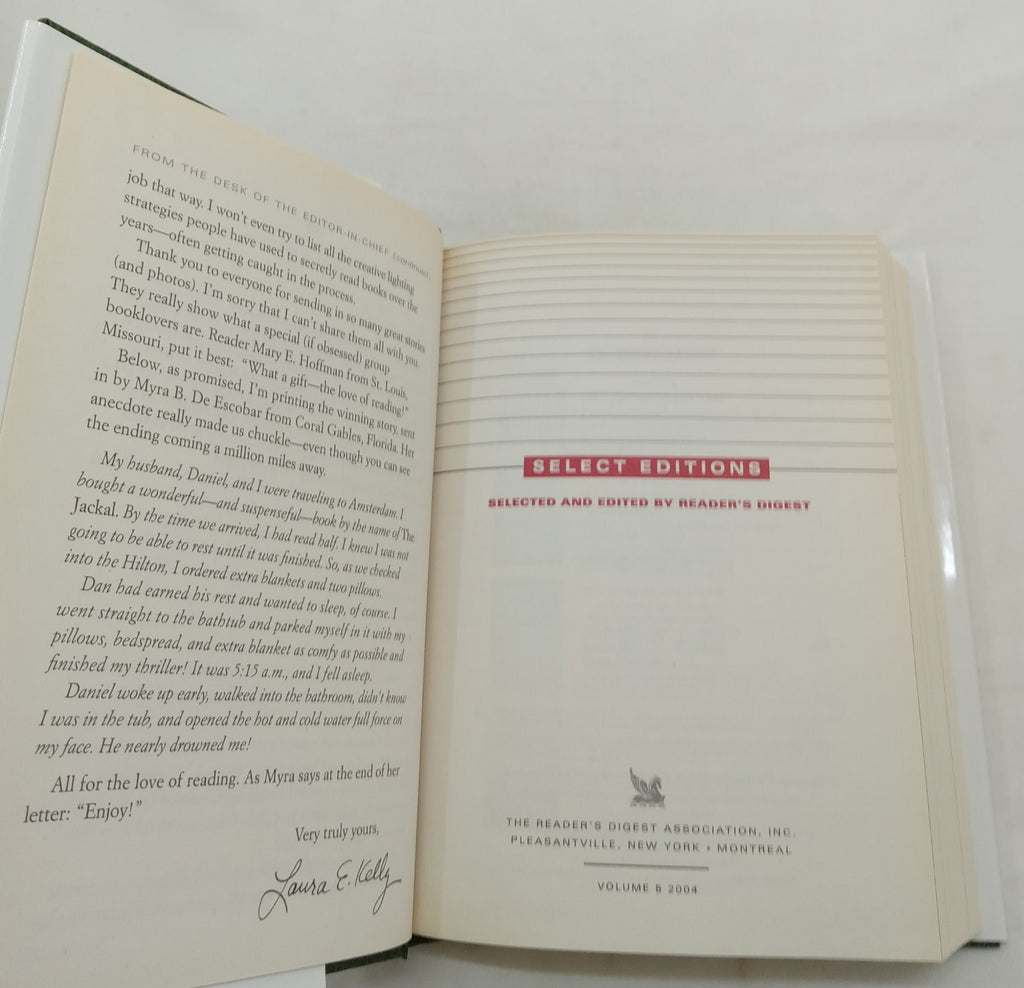 FROM THE DESK OF THE EDITOR-IN-CHIEF (continued)
job that way. I won't even try to list all the creative lighting
strategies people have used to secretly read books over the
years—often getting caught in the process.
Thank you to everyone for sending in so many great stories
(and photos). I'm sorry that I can't share them all with you.
They really show what a special (if obsessed) group
booklovers are. Reader Mary E. Hoffman from St. Louis,
Missouri, put it best: "What a gift—the love of reading!"
Below, as promised, I'm printing the winning story, sent
in by Myra B. De Escobar from Coral Gables, Florida. Her
anecdote really made us chuckle—even though you can see
the ending coming a million miles away.
My husband, Daniel, and I were traveling to Amsterdam. I
bought a wonderful—and suspenseful—book by the name of The
Jackal. By the time we arrived, I had read half. I knew I was not
going to be able to rest until it was finished. So, as we checked
into the Hilton, I ordered extra blankets and two pillows.
Dan had earned his rest and wanted to sleep, of course. I
went straight to the bathtub and parked myself in it with my
pillows, bedspread, and extra blanket as comfy as possible and
finished my thriller! It was 5:15 a.m., and I fell asleep.
Daniel woke up early, walked into the bathroom, didn't know
I was in the tub, and opened the hot and cold water full force on
my face. He nearly drowned me!
All for the love of reading. As Myra says at the end of her
letter: "Enjoy!"
Very truly yours,
Laura E. Kelly
SELECT EDITIONS
SELECTED AND EDITED BY READER'S DIGEST
THE READER'S DIGEST ASSOCIATION, INC.
PLEASANTVILLE, NEW YORK • MONTREAL
VOLUME 5 2004